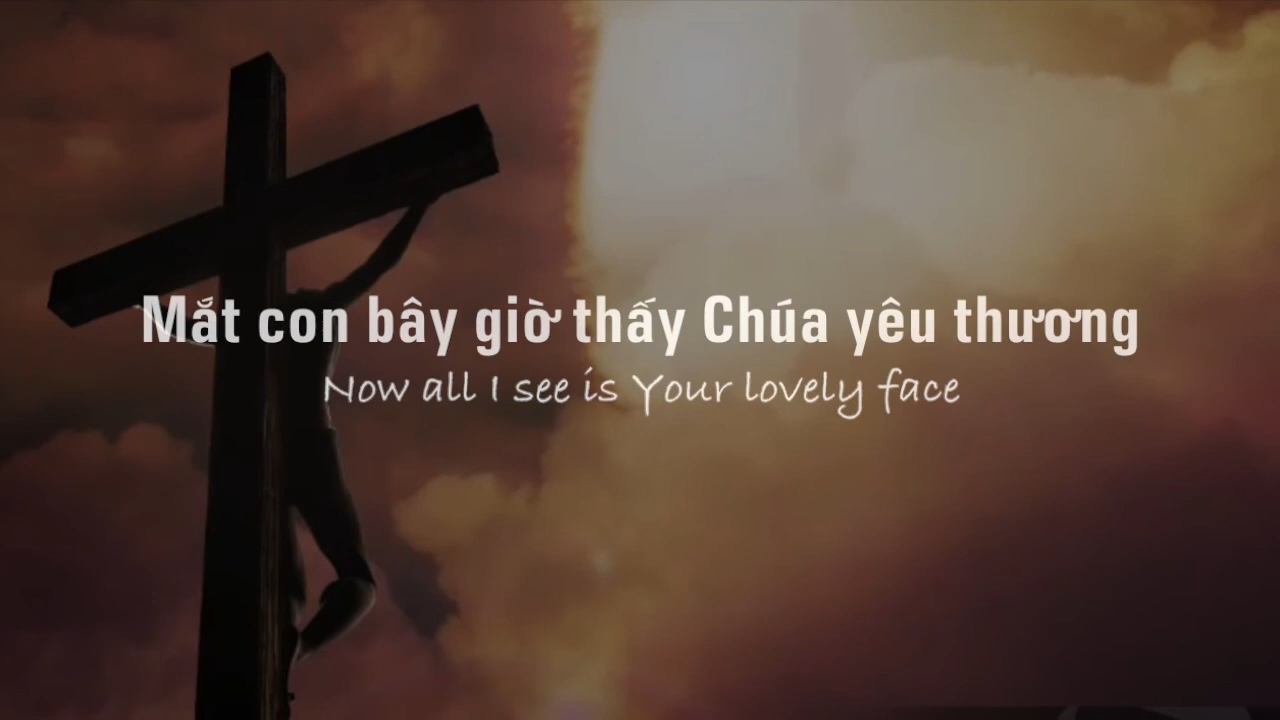 Mắt con bây giờ thấy Chúa yêu thương
Now all I see is Your lovely face